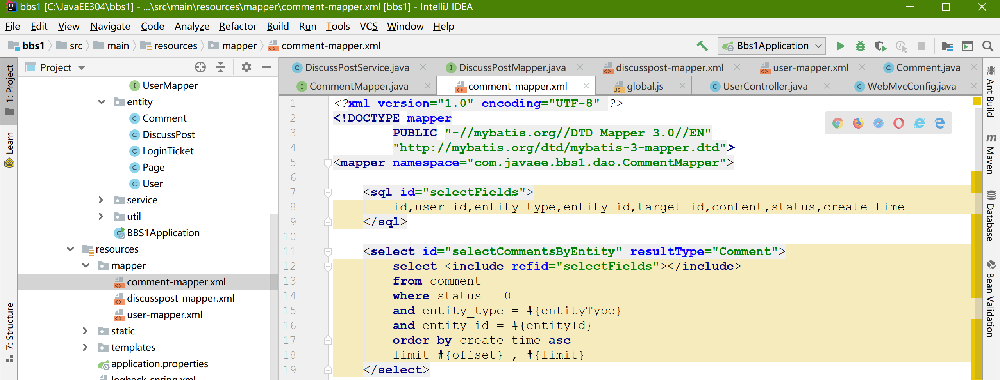 bbs1 [C:\JavaEE304\bbs1] - ...\src\main\resources\mapper\comment-mapper.xml [bbs1] - IntelliJ IDEA
File Edit View Navigate Code Analyze Refactor Build Run Tools VCS Window Help
bbs1 src main resources mapper comment-mapper.xml Bbs1Application
Project
DiscussPostService.java DiscussPostMapper.java discusspost-mapper.xml user-mapper.xml Comment.java
CommentMapper.java comment-mapper.xml global.js UserController.java WebMvcConfig.java
1: Project
Learn
7: Structure
UserMapper
entity
Comment
DiscussPost
LoginTicket
Page
User
service
util
BBS1Application
resources
mapper
comment-mapper.xml
discusspost-mapper.xml
user-mapper.xml
static
templates
application.properties
logback-spring.xml
1 <?xml version="1.0" encoding="UTF-8" ?>
2 <!DOCTYPE mapper
3 PUBLIC "-//mybatis.org//DTD Mapper 3.0//EN"
4 "http://mybatis.org/dtd/mybatis-3-mapper.dtd">
5 <mapper namespace="com.javaee.bbs1.dao.CommentMapper">
6
7 <sql id="selectFields">
8 id,user_id,entity_type,entity_id,target_id,content,status,create_time
9 </sql>
10
11 <select id="selectCommentsByEntity" resultType="Comment">
12 select <include refid="selectFields"></include>
13 from comment
14 where status = 0
15 and entity_type = #{entityType}
16 and entity_id = #{entityId}
17 order by create_time asc
18 limit #{offset} , #{limit}
19 </select>
Ant Build
Maven
Database
Bean Validation